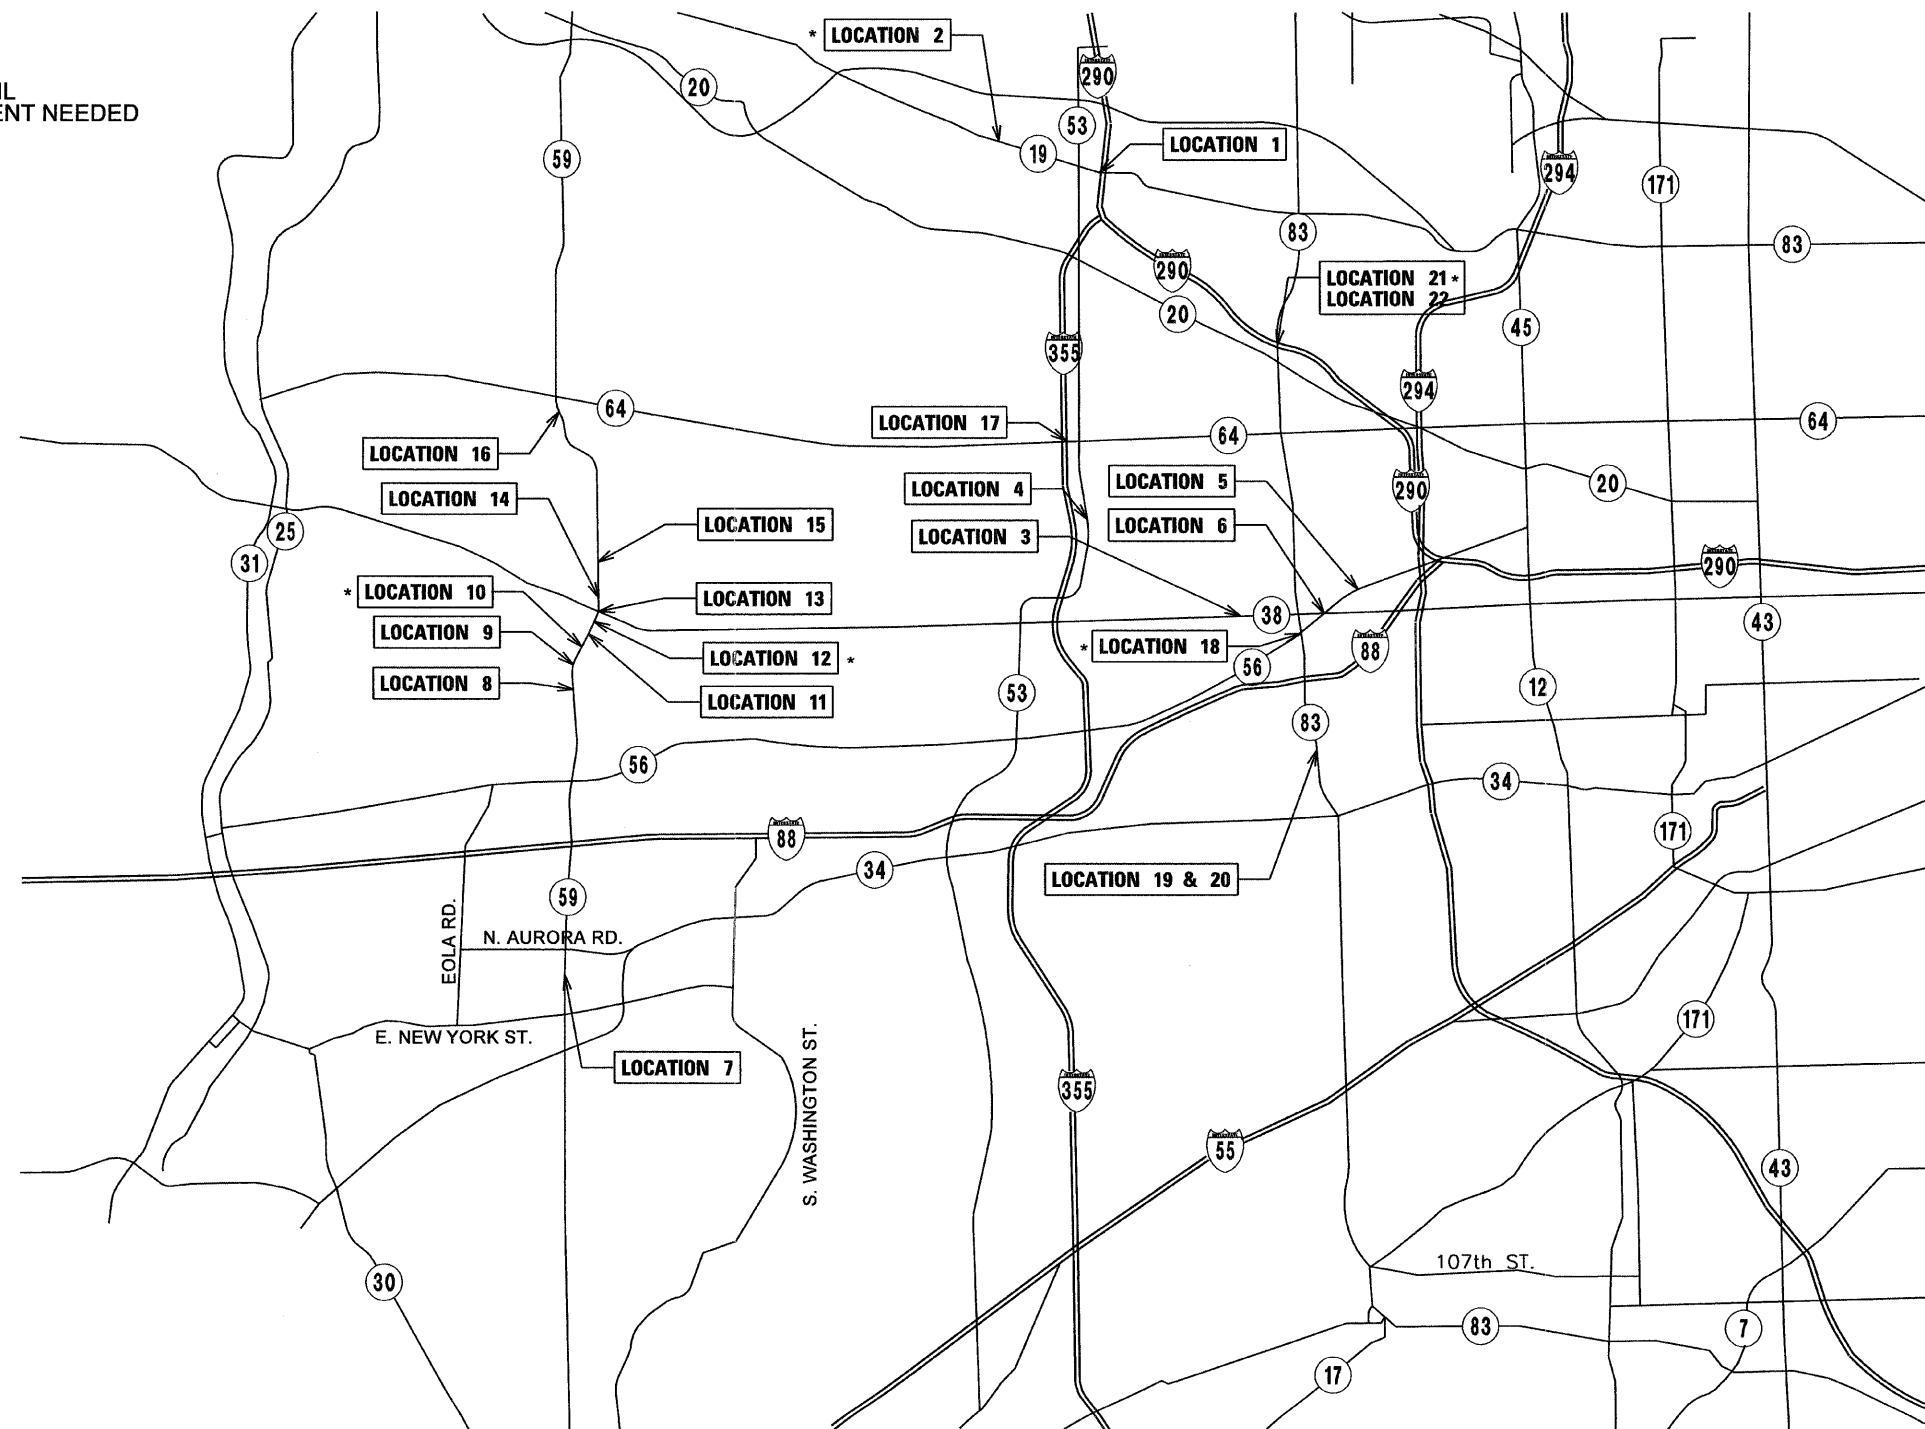 * LOCATION 2
IL
ENT NEEDED
290
20
53
LOCATION 1
59
19
294
171
83
83
290
LOCATION 21 *
LOCATION 22
20
45
355
294
64
LOCATION 17
64
64
LOCATION 16
LOCATION 14
LOCATION 4
LOCATION 5
290
20
LOCATION 15
LOCATION 3
LOCATION 6
25
31
290
* LOCATION 10
LOCATION 13
38
43
LOCATION 9
LOCATION 12 *
* LOCATION 18
88
56
LOCATION 8
LOCATION 11
53
12
83
56
34
88
171
34
LOCATION 19 & 20
59
EOLA RD.
N. AURORA RD.
E. NEW YORK ST.
171
LOCATION 7
S. WASHINGTON ST.
355
55
43
107th ST.
30
83
7
17